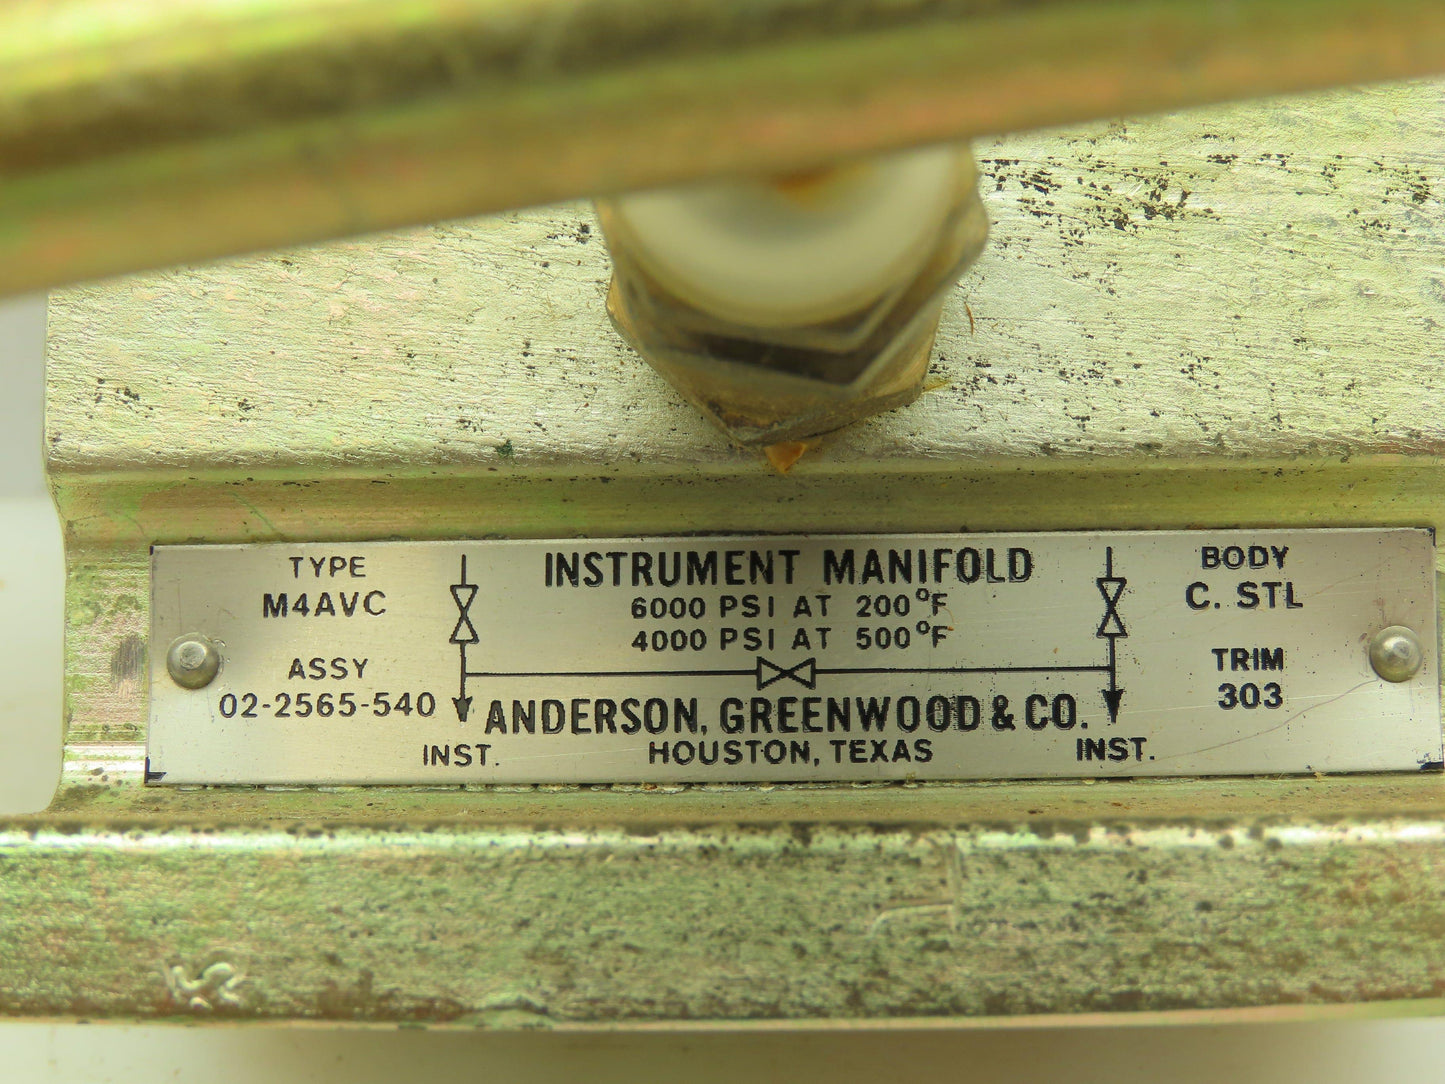 TYPE
M4AVC
ASSY
02-2565-540
INST.
INSTRUMENT MANIFOLD
6000 PSI AT 200°F
4000 PSI AT 500°F
ANDERSON, GREENWOOD & CO.
HOUSTON, TEXAS
INST.
BODY
C. STL
TRIM
303